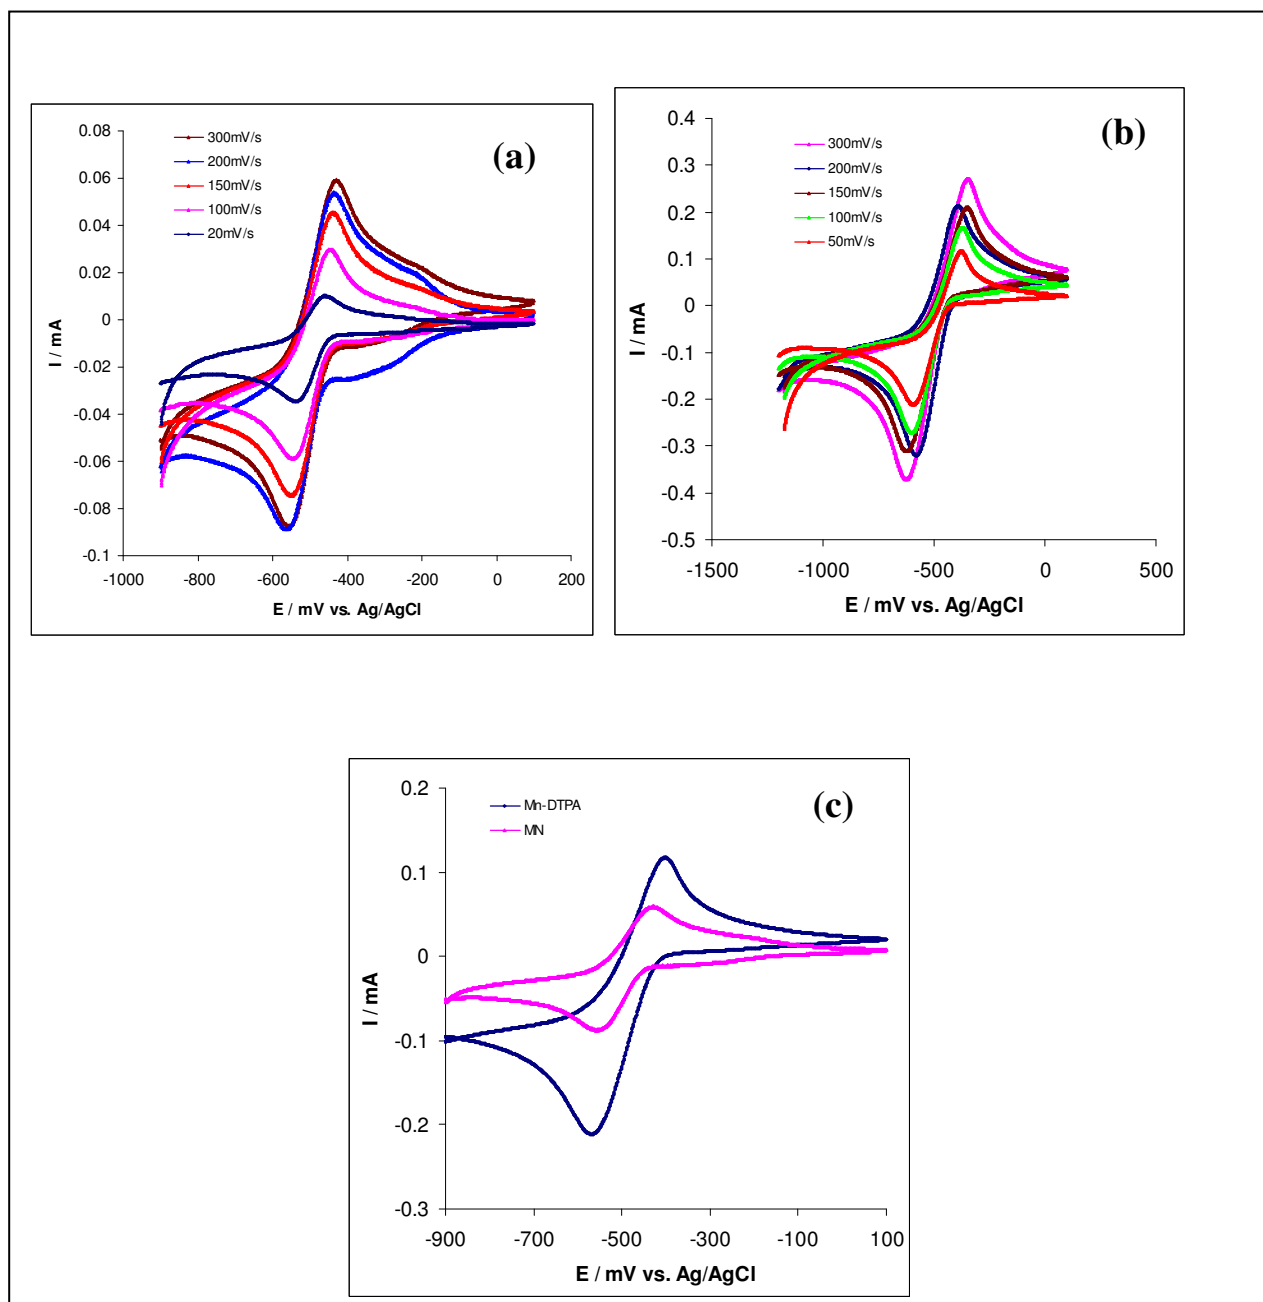 (a)
300mV/s
200mV/s
150mV/s
100mV/s
20mV/s
0.08
0.06
0.04
0.02
0
-0.02
-0.04
-0.06
-0.08
-0.1
I / mA
-1000 -800 -600 -400 -200 0 200
E / mV vs. Ag/AgCl
(b)
300mV/s
200mV/s
150mV/s
100mV/s
50mV/s
0.4
0.3
0.2
0.1
0
-0.1
-0.2
-0.3
-0.4
-0.5
I / mA
-1500 -1000 -500 0 500
E / mV vs. Ag/AgCl
(c)
Mn-DTPA
MN
0.2
0.1
0
-0.1
-0.2
-0.3
I / mA
-900 -700 -500 -300 -100 100
E / mV vs. Ag/AgCl